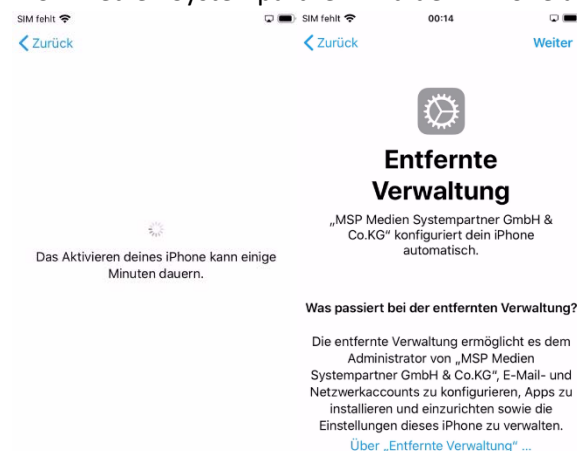 SIM fehlt
Zurück
Das Aktivieren deines iPhone kann einige
Minuten dauern.
SIM fehlt 00:14
Zurück Weiter
Entfernte
Verwaltung
„MSP Medien Systempartner GmbH &
Co.KG“ konfiguriert dein iPhone
automatisch.
Was passiert bei der entfernten Verwaltung?
Die entfernte Verwaltung ermöglicht es dem
Administrator von „MSP Medien
Systempartner GmbH & Co.KG“, E-Mail- und
Netzwerkaccounts zu konfigurieren, Apps zu
installieren und einzurichten sowie die
Einstellungen dieses iPhone zu verwalten.
Über „Entfernte Verwaltung“ ...